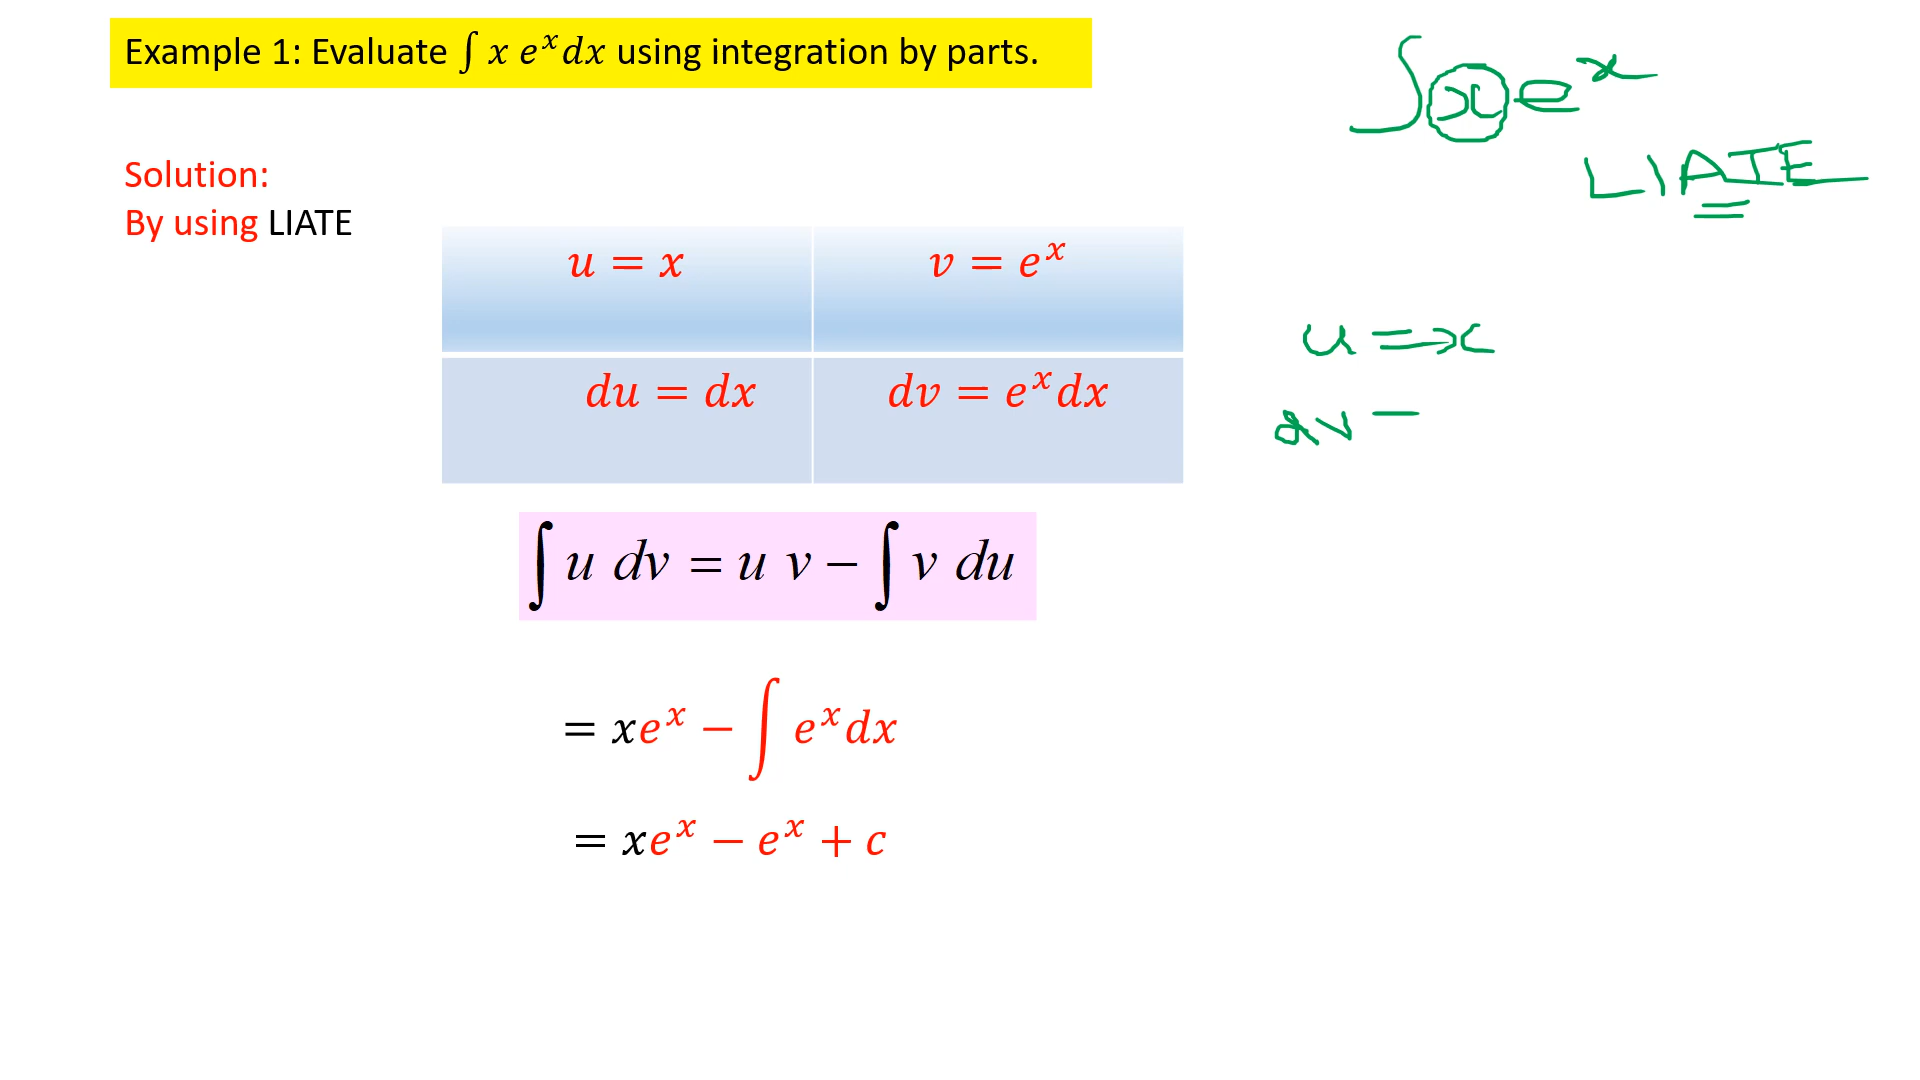 Example 1: Evaluate ∫ x e^x dx using integration by parts.
∫ x e^x
LIATE
Solution:
By using LIATE
u = x v = e^x
du = dx dv = e^x dx
u = x
dv =
∫ u dv = u v − ∫ v du
= xe^x − ∫ e^x dx
= xe^x − e^x + c